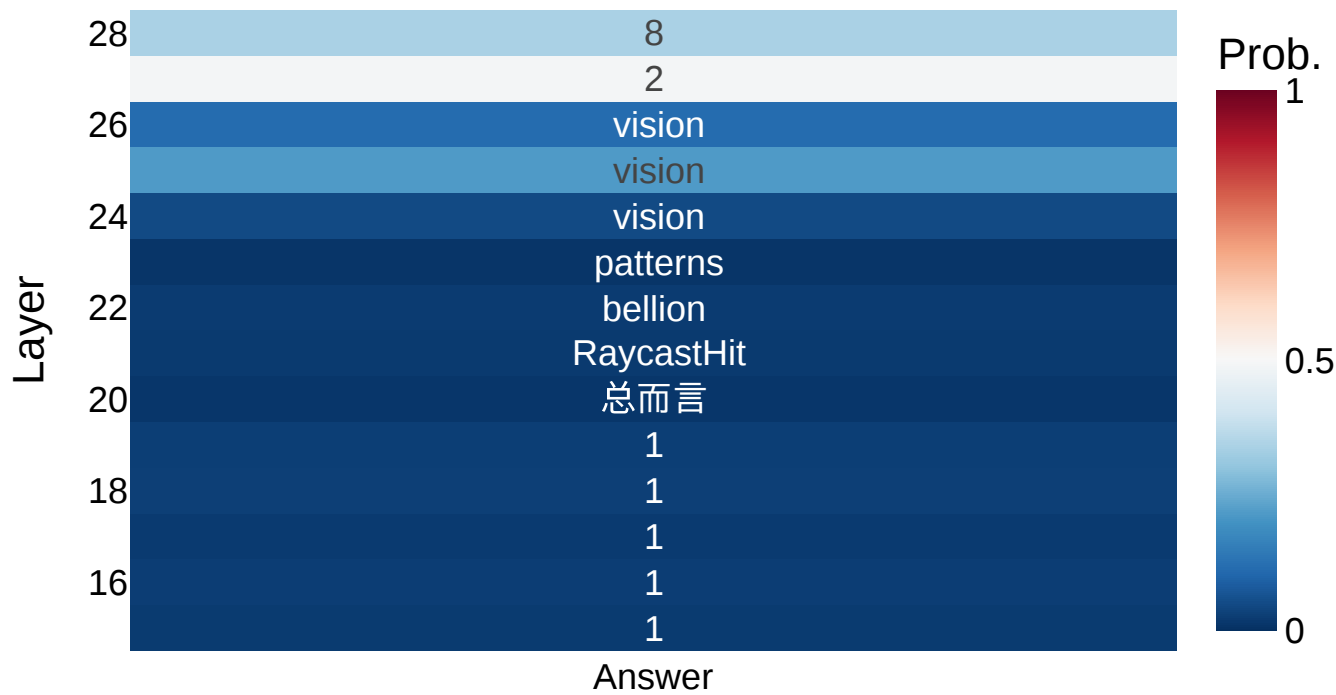 Prob.
28 8
2
26 vision
vision
24 vision
patterns
22 bellion
RaycastHit
20 总而言
1
18 1
1
16 1
1
Layer
Answer
1
0.5
0